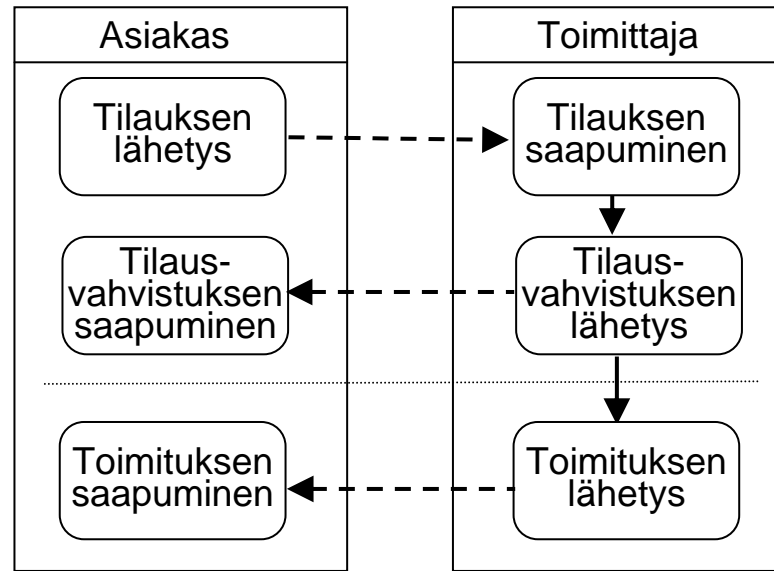 Asiakas
Toimittaja
Tilauksen
lähetys
Tilauksen
saapuminen
Tilaus-
vahvistuksen
saapuminen
Tilaus-
vahvistuksen
lähetys
Toimituksen
saapuminen
Toimituksen
lähetys